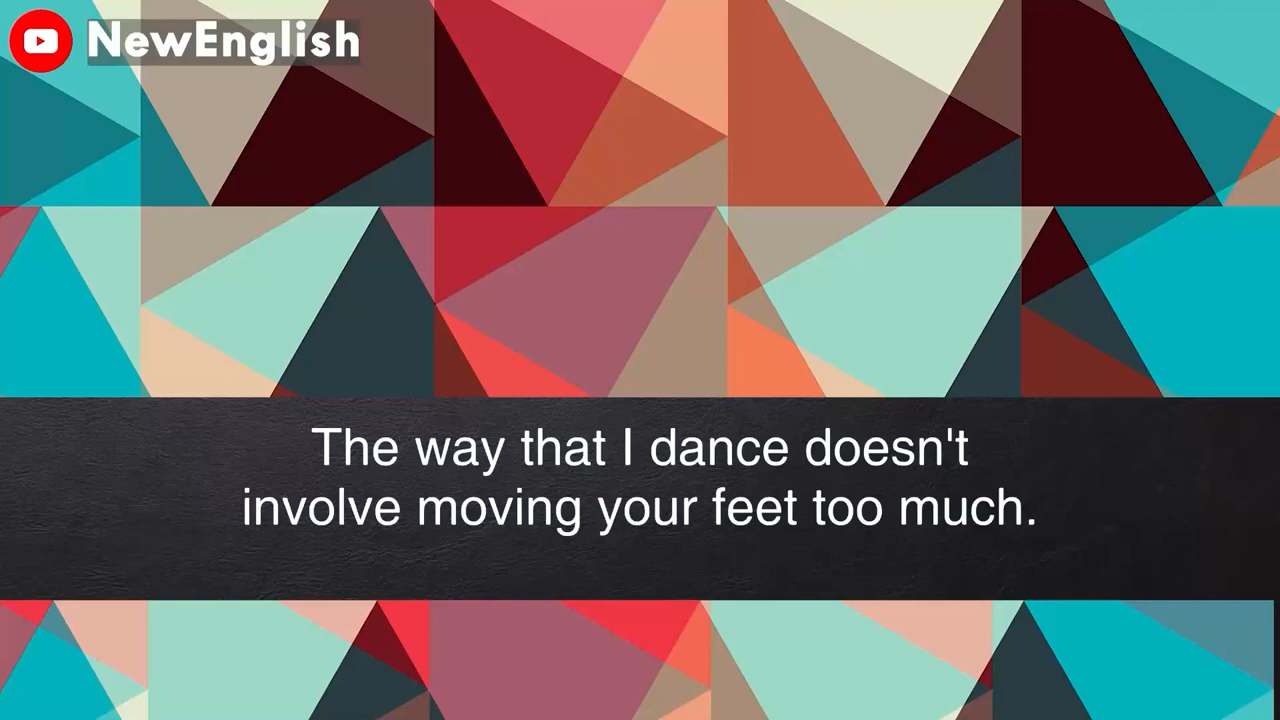 NewEnglish
The way that I dance doesn't
involve moving your feet too much.